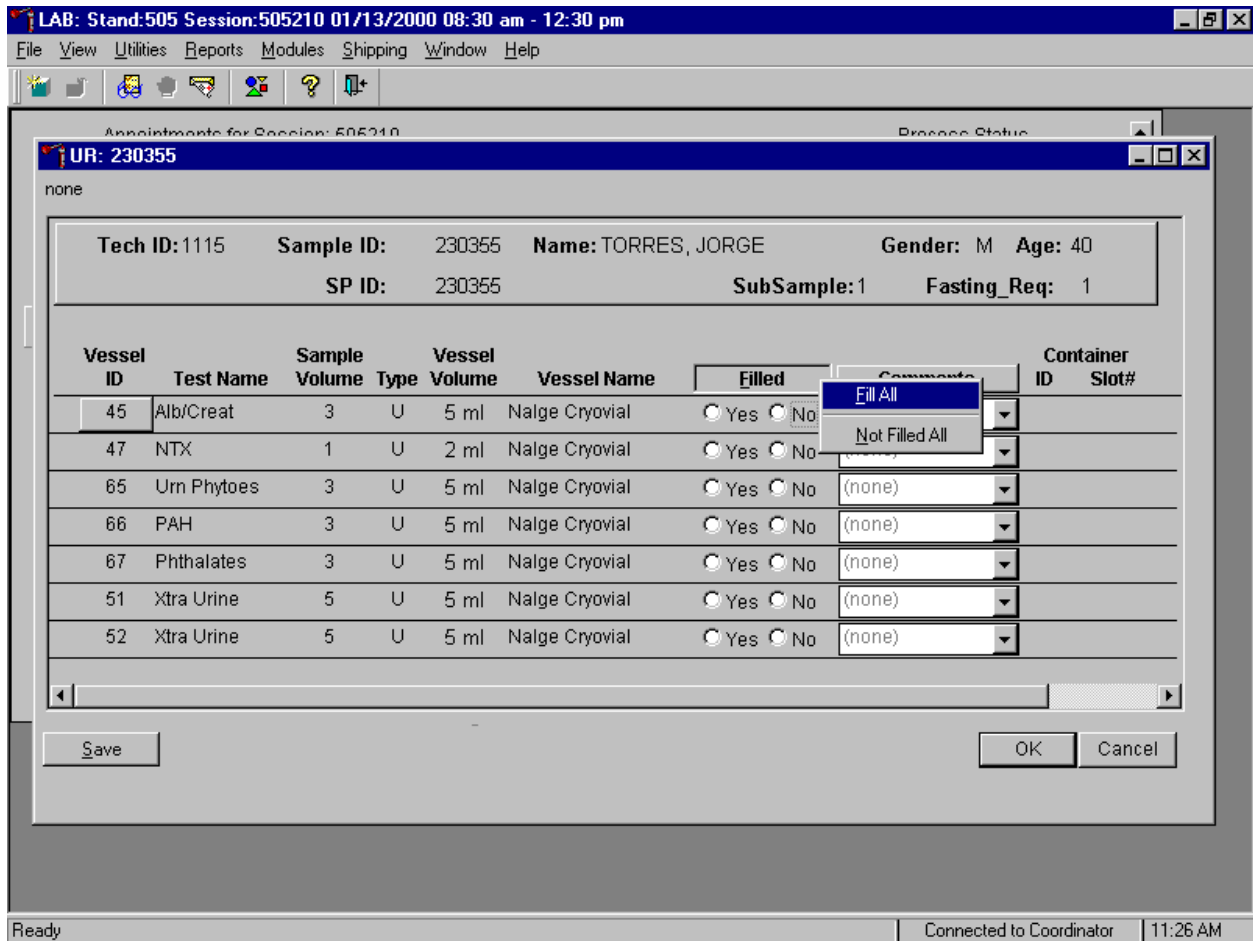 LAB: Stand:505 Session:505210 01/13/2000 08:30 am - 12:30 pm
File View Utilities Reports Modules Shipping Window Help
Appointments for Session: 505210 Process Status
UR: 230355
none
Tech ID: 1115 Sample ID: 230355 Name: TORRES, JORGE Gender: M Age: 40
SP ID: 230355 SubSample: 1 Fasting_Req: 1
Vessel Sample Vessel Container
ID Test Name Volume Type Volume Vessel Name Filled Comments ID Slot#
Fill All
45 Alb/Creat 3 U 5 ml Nalge Cryovial Yes No
Not Filled All
47 NTX 1 U 2 ml Nalge Cryovial Yes No
65 Urn Phytoes 3 U 5 ml Nalge Cryovial Yes No (none)
66 PAH 3 U 5 ml Nalge Cryovial Yes No (none)
67 Phthalates 3 U 5 ml Nalge Cryovial Yes No (none)
51 Xtra Urine 5 U 5 ml Nalge Cryovial Yes No (none)
52 Xtra Urine 5 U 5 ml Nalge Cryovial Yes No (none)
Save OK Cancel
Ready Connected to Coordinator 11:26 AM